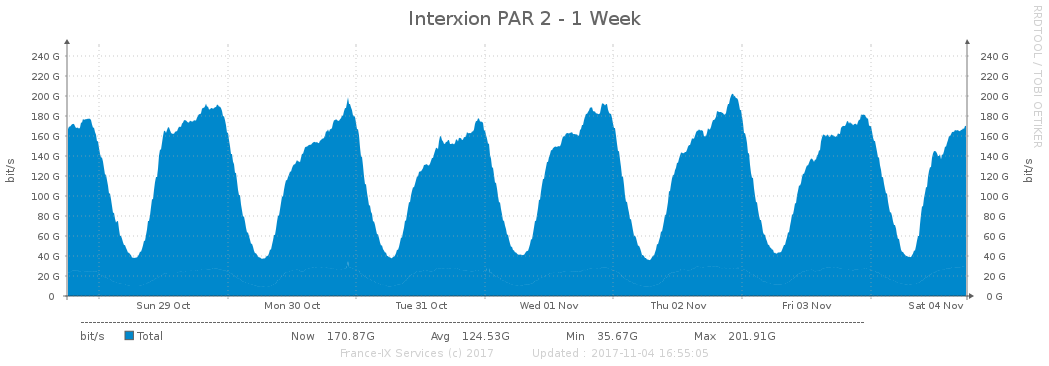 Interxion PAR 2 - 1 Week
RRDTOOL / TOBI OETIKER
240 G 240 G
220 G 220 G
200 G 200 G
180 G 180 G
160 G 160 G
140 G 140 G
120 G 120 G
100 G 100 G
80 G 80 G
60 G 60 G
40 G 40 G
20 G 20 G
0 0 G
bit/s bit/s
Sun 29 Oct Mon 30 Oct Tue 31 Oct Wed 01 Nov Thu 02 Nov Fri 03 Nov Sat 04 Nov
bit/s Total Now 170.87G Avg 124.53G Min 35.67G Max 201.91G
France-IX Services (c) 2017 Updated : 2017-11-04 16:55:05